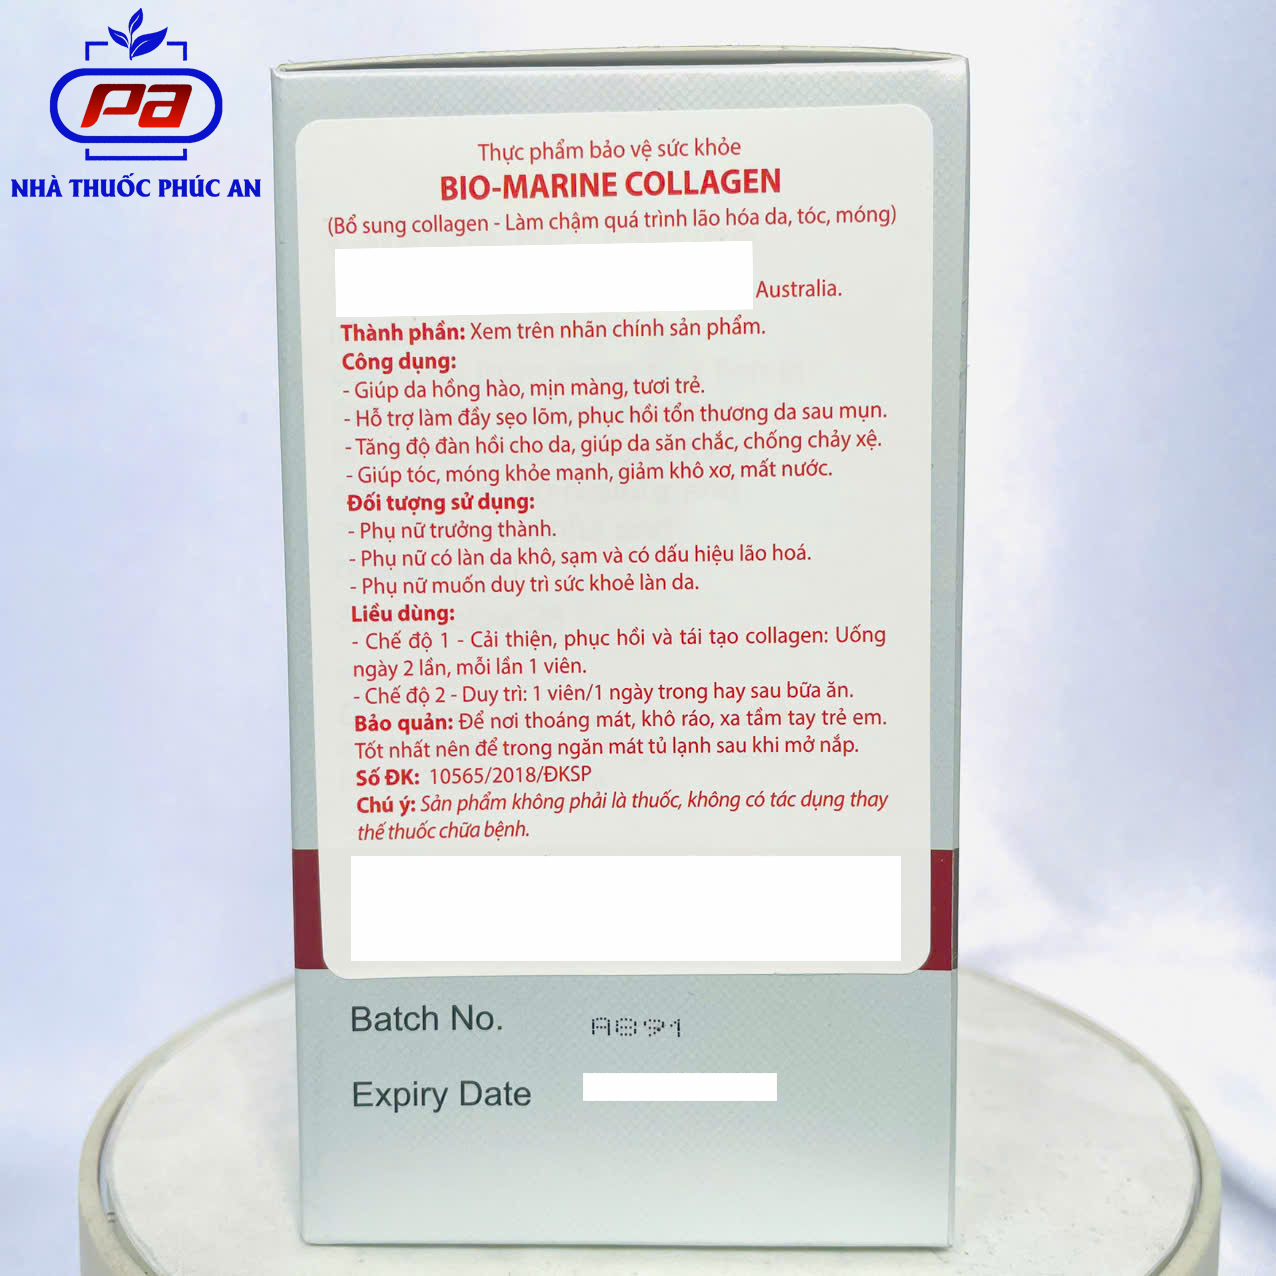 Pa
NHÀ THUỐC PHÚC AN
Thực phẩm bảo vệ sức khỏe
BIO-MARINE COLLAGEN
(Bổ sung collagen - Làm chậm quá trình lão hóa da, tóc, móng)
Australia.
Thành phần: Xem trên nhãn chính sản phẩm.
Công dụng:
- Giúp da hồng hào, mịn màng, tươi trẻ.
- Hỗ trợ làm đầy sẹo lõm, phục hồi tổn thương da sau mụn.
- Tăng độ đàn hồi cho da, giúp da săn chắc, chống chảy xệ.
- Giúp tóc, móng khỏe mạnh, giảm khô xơ, mất nước.
Đối tượng sử dụng:
- Phụ nữ trưởng thành.
- Phụ nữ có làn da khô, sạm và có dấu hiệu lão hoá.
- Phụ nữ muốn duy trì sức khoẻ làn da.
Liều dùng:
- Chế độ 1 - Cải thiện, phục hồi và tái tạo collagen: Uống
ngày 2 lần, mỗi lần 1 viên.
- Chế độ 2 - Duy trì: 1 viên/1 ngày trong hay sau bữa ăn.
Bảo quản: Để nơi thoáng mát, khô ráo, xa tầm tay trẻ em.
Tốt nhất nên để trong ngăn mát tủ lạnh sau khi mở nắp.
Số ĐK: 10565/2018/ĐKSP
Chú ý: Sản phẩm không phải là thuốc, không có tác dụng thay
thế thuốc chữa bệnh.
Batch No.
Expiry Date